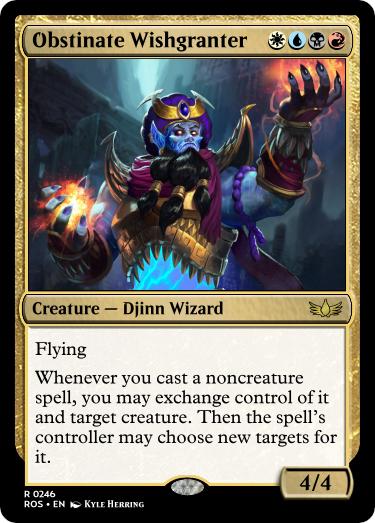 Obstinate Wishgranter
Creature — Djinn Wizard
Flying
Whenever you cast a noncreature
spell, you may exchange control of it
and target creature. Then the spell's
controller may choose new targets for
it.
4/4
R 0246
ROS • EN Kyle Herring